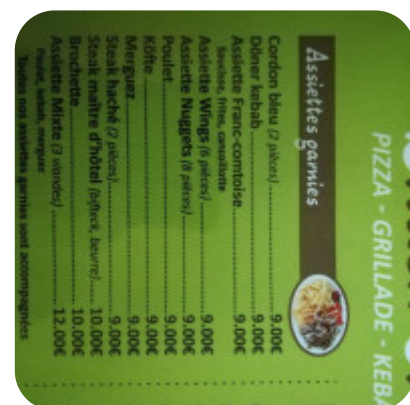 PIZZA - GRILLADE - KEBA
Assiettes garnies
Cordon bleu (2 pièces) 9.00€
Döner kebab 9.00€
Assiette Franc-comtoise 9.00€
Saucisse, frites, cancoillotte
Assiette Wings (6 pièces) 9.00€
Assiette Nuggets (8 pièces) 9.00€
Poulet 9.00€
Köfte 9.00€
Merguez 9.00€
Steak haché (2 pièces) 9.00€
Steak maître d'hôtel (bifteck, beurre) 10.00€
Brochette 10.00€
Assiette Mixte (3 viandes) 12.00€
Poulet, kebab, merguez
Toutes nos assiettes garnies sont accompagnées